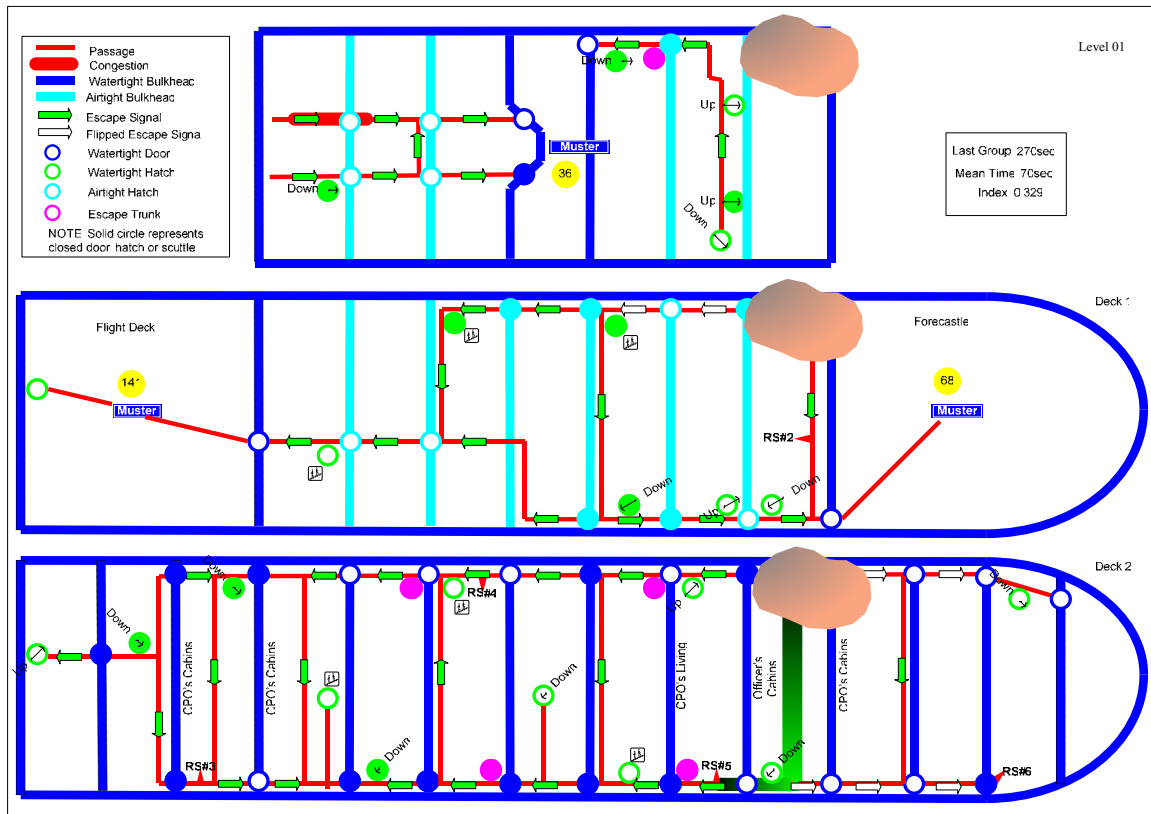 Level 01
Passage
Congestion
Watertight Bulkheac
Airtight Bulkheac
Escape Signal
Flipped Escape Signa
Watertight Door
Watertight Hatch
Airtight Hatch
Escape Trunk
NOTE Solid circle represents
closed door hatch or scuttle
Down
Down
Muster
36
Up
Up
Down
Last Group 270sec
Mean Time 70sec
Index 0.329
Deck 1
Flight Deck
Forecastle
141
Muster
68
Muster
RS#2
Down
Up
Down
Deck 2
Down
RS#4
Up
Down
Down
Up
CPO's Cabins
CPO's Cabins
Down
CPO's Living
Officer's
Cabins
CPO's Cabins
RS#3
Down
RS#5
Down
RS#6